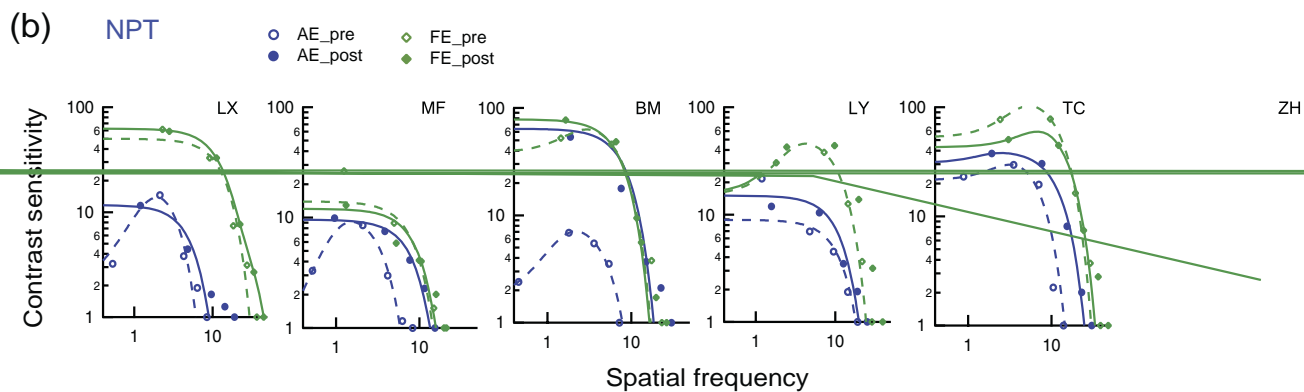 (b) NPT
AE_pre FE_pre
AE_post FE_post
LX MF BM LY TC ZH
Contrast sensitivity
100 6 4 2 10 6 4 2 1
100 6 4 2 10 6 4 2 1
100 6 4 2 10 6 4 2 1
100 6 4 2 10 6 4 2 1
100 6 4 2 10 6 4 2 1
1 10 1 10 1 10 1 10 1 10
Spatial frequency